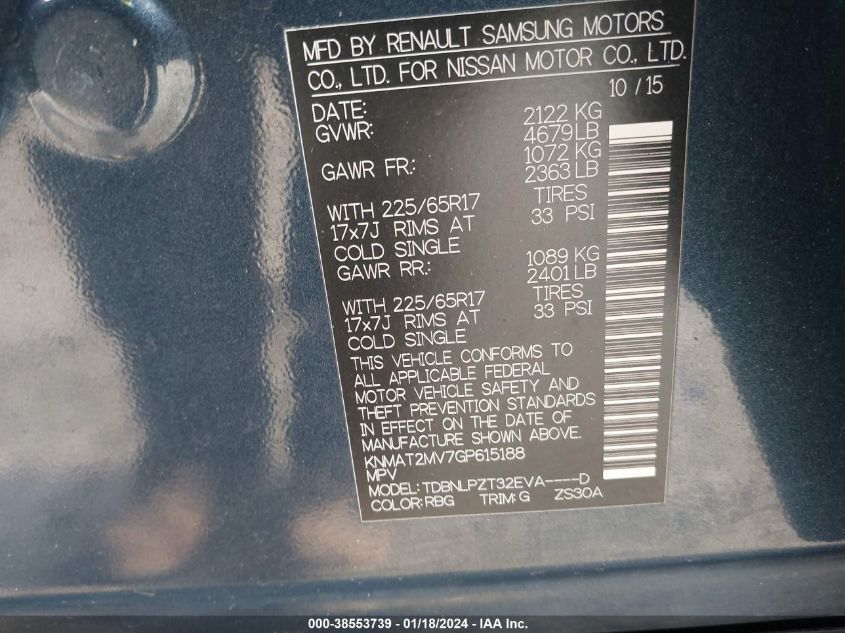 MFD BY RENAULT SAMSUNG MOTORS
CO., LTD. FOR NISSAN MOTOR CO., LTD.
10 / 15
DATE:
GVWR: 2122 KG
4679 LB
GAWR FR: 1072 KG
2363 LB
WITH 225/65R17 TIRES
17x7J RIMS AT 33 PSI
COLD SINGLE
GAWR RR: 1089 KG
2401 LB
WITH 225/65R17 TIRES
17x7J RIMS AT 33 PSI
COLD SINGLE
THIS VEHICLE CONFORMS TO
ALL APPLICABLE FEDERAL
MOTOR VEHICLE SAFETY AND
THEFT PREVENTION STANDARDS
IN EFFECT ON THE DATE OF
MANUFACTURE SHOWN ABOVE.
KNMAT2MV7GP615188
MPV
MODEL: TDBNLPZT32EVA----D
COLOR: RBG TRIM: G ZS30A
000-38553739 - 01/18/2024 - IAA Inc.